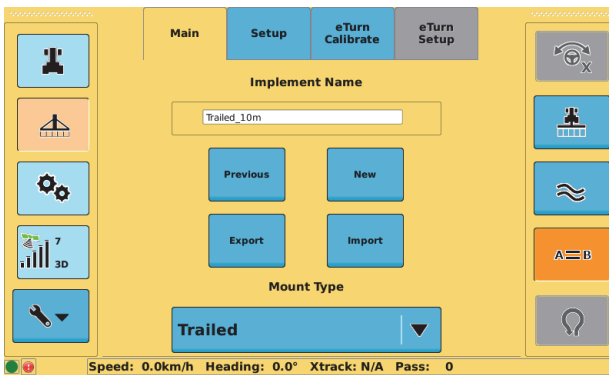 Main
Setup
eTurn
Calibrate
eTurn
Setup
Implement Name
Trailed_10m
Previous
New
Export
Import
Mount Type
Trailed
7
3D
X
A=B
Speed: 0.0km/h Heading: 0.0° Xtrack: N/A Pass: 0